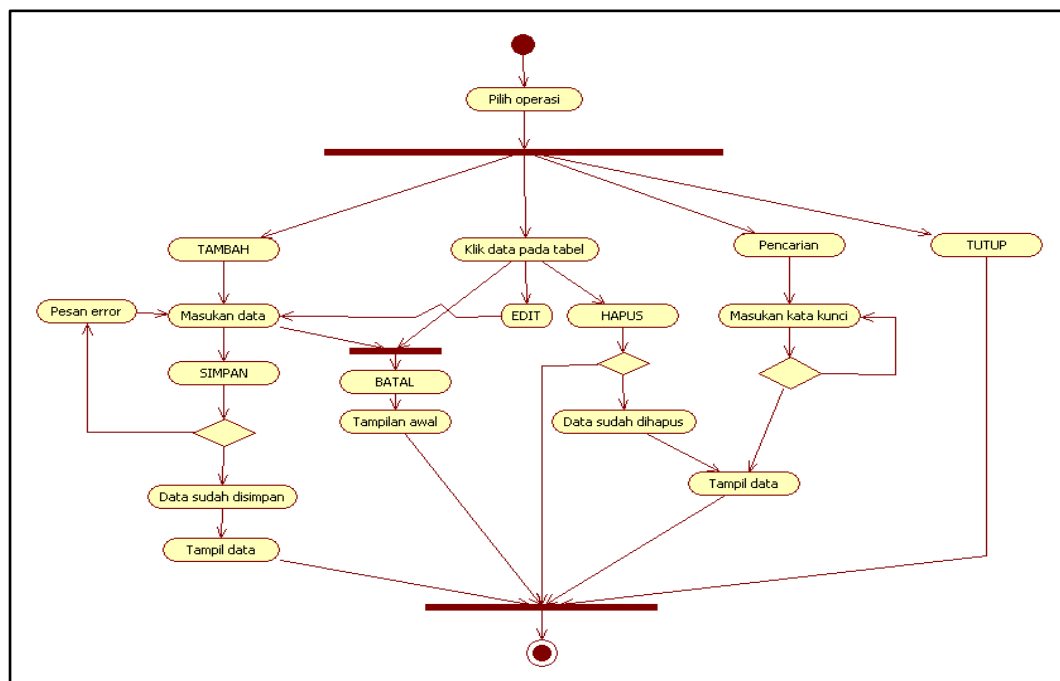 Pilih operasi
TAMBAH
Klik data pada tabel
Pencarian
TUTUP
Pesan error
Masukan data
EDIT
HAPUS
Masukan kata kunci
SIMPAN
BATAL
Tampilan awal
Data sudah dihapus
Tampil data
Data sudah disimpan
Tampil data